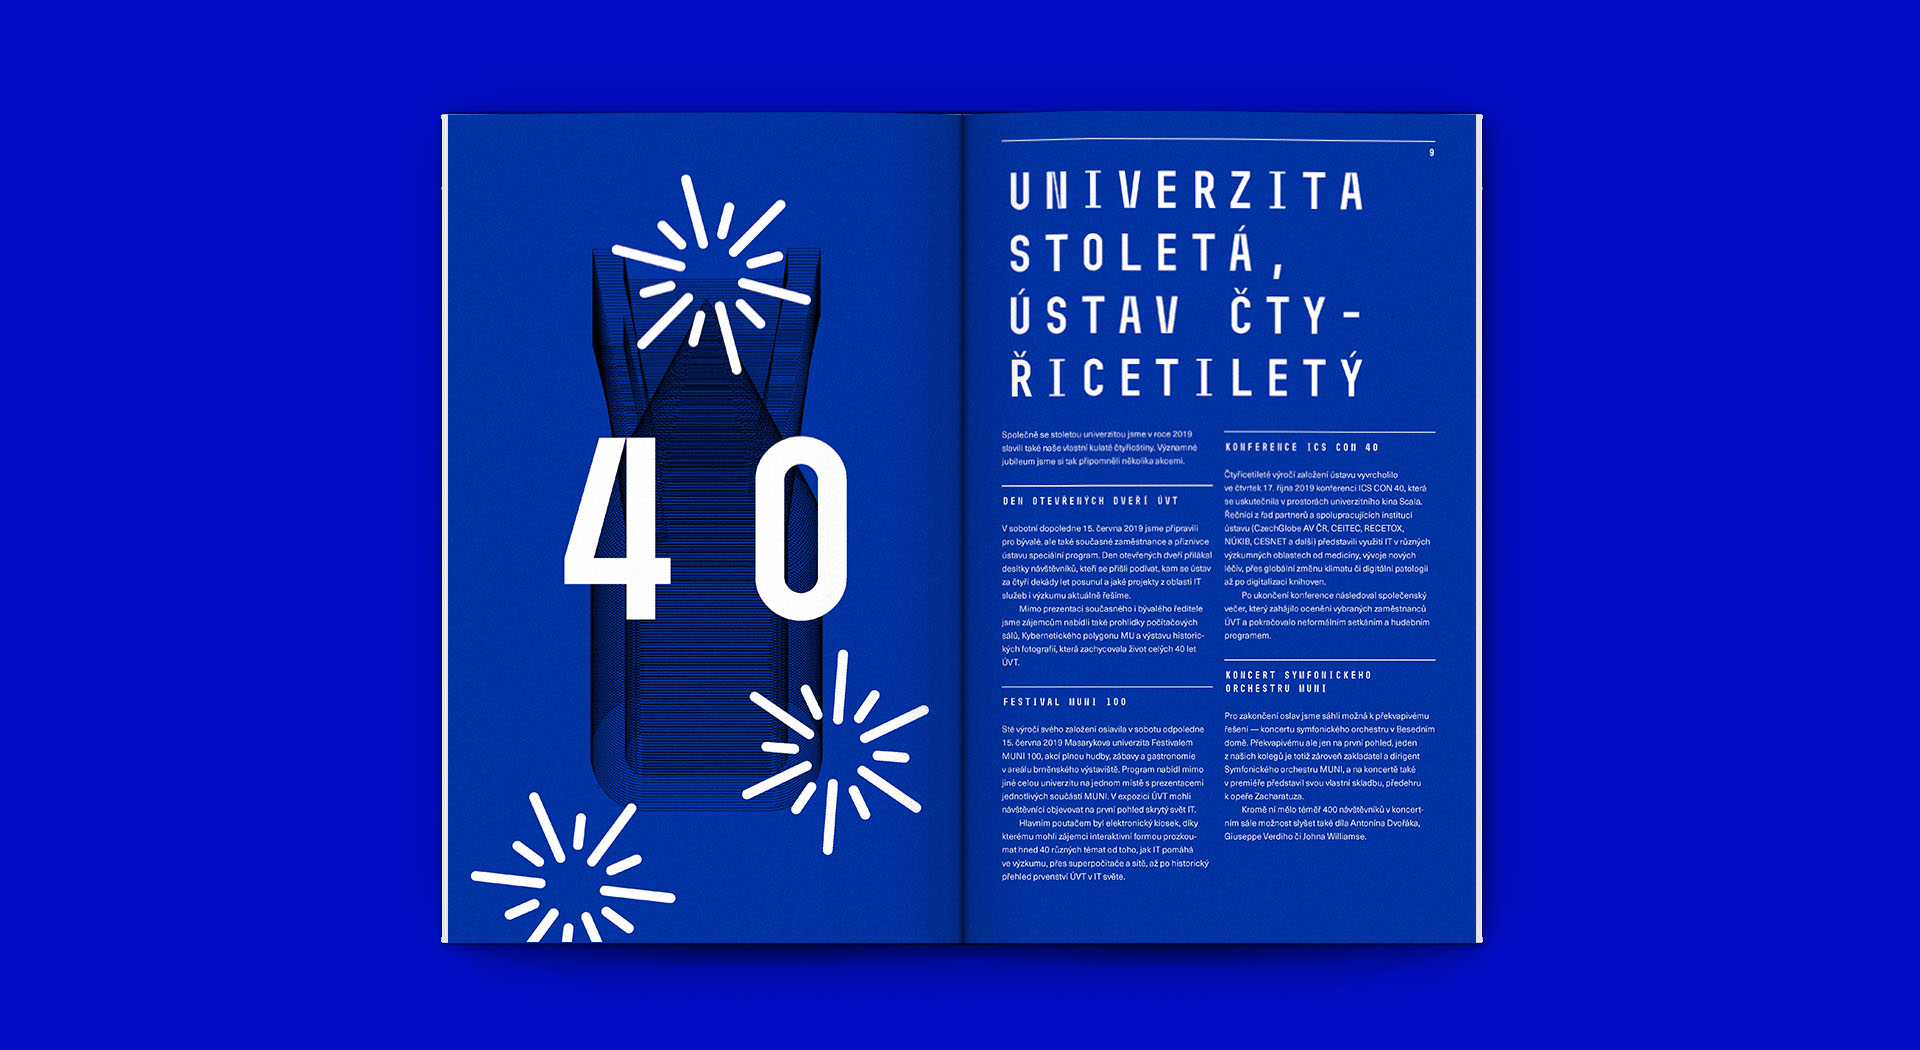 40
9
UNIVERZITA
STOLETÁ,
ÚSTAV ČTY-
ŘICETILETÝ
Společně se stoletou univerzitou jsme v roce 2019
slavili také naše vlastní kulaté čtyřicátiny. Významné
jubileum jsme si tak připomněli několika akcemi.
DEN OTEVŘENÝCH DVEŘÍ ÚVT
V sobotní dopoledne 15. června 2019 jsme připravili
pro bývalé, ale také současné zaměstnance a příznivce
ústavu speciální program. Den otevřených dveří přilákal
desítky návštěvníků, kteří se přišli podívat, kam se ústav
za čtyři dekády let posunul a jaké projekty z oblasti IT
služeb i výzkumu aktuálně řešíme.
Mimo prezentaci současného i bývalého ředitele
jsme zájemcům nabídli také prohlídky počítačových
sálů, Kybernetického polygonu MU a výstavu historic-
kých fotografií, která zachycovala život celých 40 let
ÚVT.
FESTIVAL MUNI 100
Sté výročí svého založení oslavila v sobotu odpoledne
15. června 2019 Masarykova univerzita Festivalem
MUNI 100, akcí plnou hudby, zábavy a gastronomie
v areálu brněnského výstaviště. Program nabídl mimo
jiné celou univerzitu na jednom místě s prezentacemi
jednotlivých součástí MUNI. V expozici ÚVT mohli
návštěvníci objevovat na první pohled skrytý svět IT.
Hlavním poutačem byl elektronický kiosek, díky
kterému mohli zájemci interaktivní formou prozkou-
mat hned 40 různých témat od toho, jak IT pomáhá
ve výzkumu, přes superpočítače a sítě, až po historický
přehled prvenství ÚVT v IT světe.
KONFERENCE ICS CON 40
Čtyřicetileté výročí založení ústavu vyvrcholilo
ve čtvrtek 17. října 2019 konferencí ICS CON 40, která
se uskutečnila v prostorách univerzitního kina Scala.
Řečníci z řad partnerů a spolupracujících institucí
ústavu (CzechGlobe AV ČR, CEITEC, RECETOX,
NÚKIB, CESNET a další) představili využití IT v různých
výzkumných oblastech od medicíny, vývoje nových
léčiv, přes globální změnu klimatu či digitální patologii
až po digitalizaci knihoven.
Po ukončení konference následoval společenský
večer, který zahájilo ocenění vybraných zaměstnanců
ÚVT a pokračovalo neformálním setkáním a hudebním
programem.
KONCERT SYMFONICKÉHO
ORCHESTRU MUNI
Pro zakončení oslav jsme sáhli možná k překvapivému
řešení — koncertu symfonického orchestru v Besedním
domě. Překvapivému ale jen na první pohled, jeden
z našich kolegů je totiž zároveň zakladatel a dirigent
Symfonického orchestru MUNI, a na koncertě také
v premiéře představil svou vlastní skladbu, předehru
k opeře Zacharatuza.
Kromě ní mělo téměř 400 návštěvníků v koncert-
ním sále možnost slyšet také díla Antonína Dvořáka,
Giuseppe Verdiho či Johna Williamse.